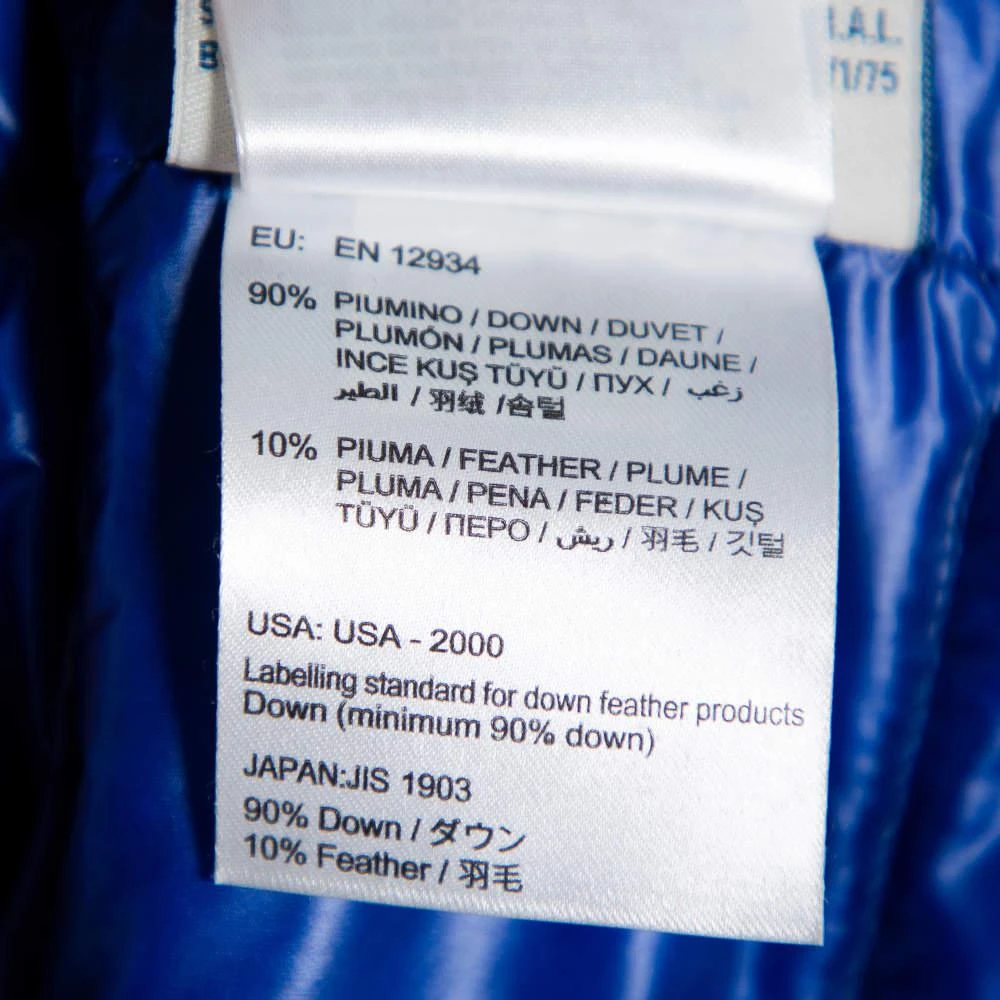 B
I.A.L.
/1/75
EU: EN 12934
90% PIUMINO / DOWN / DUVET /
PLUMÓN / PLUMAS / DAUNE /
INCE KUŞ TÜYÜ / ПУХ / زغب
الطير / 羽绒 /솜털
10% PIUMA / FEATHER / PLUME /
PLUMA / PENA / FEDER / KUŞ
TÜYÜ / ПЕРО / ريش / 羽毛 / 깃털
USA: USA - 2000
Labelling standard for down feather products
Down (minimum 90% down)
JAPAN:JIS 1903
90% Down / ダウン
10% Feather / 羽毛